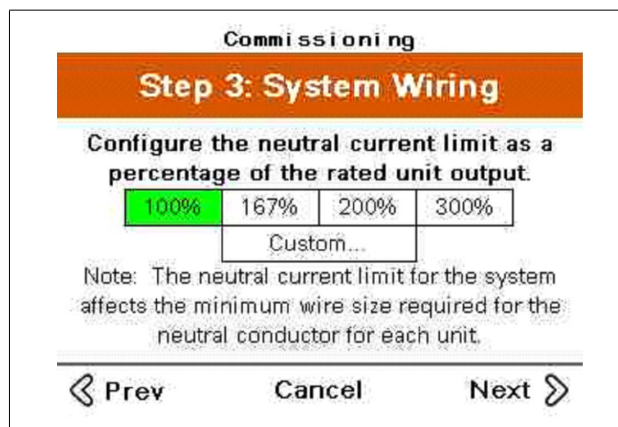 Commissioning
Step 3: System Wiring
Configure the neutral current limit as a
percentage of the rated unit output.
100% 167% 200% 300%
Custom...
Note: The neutral current limit for the system
affects the minimum wire size required for the
neutral conductor for each unit.
Prev Cancel Next